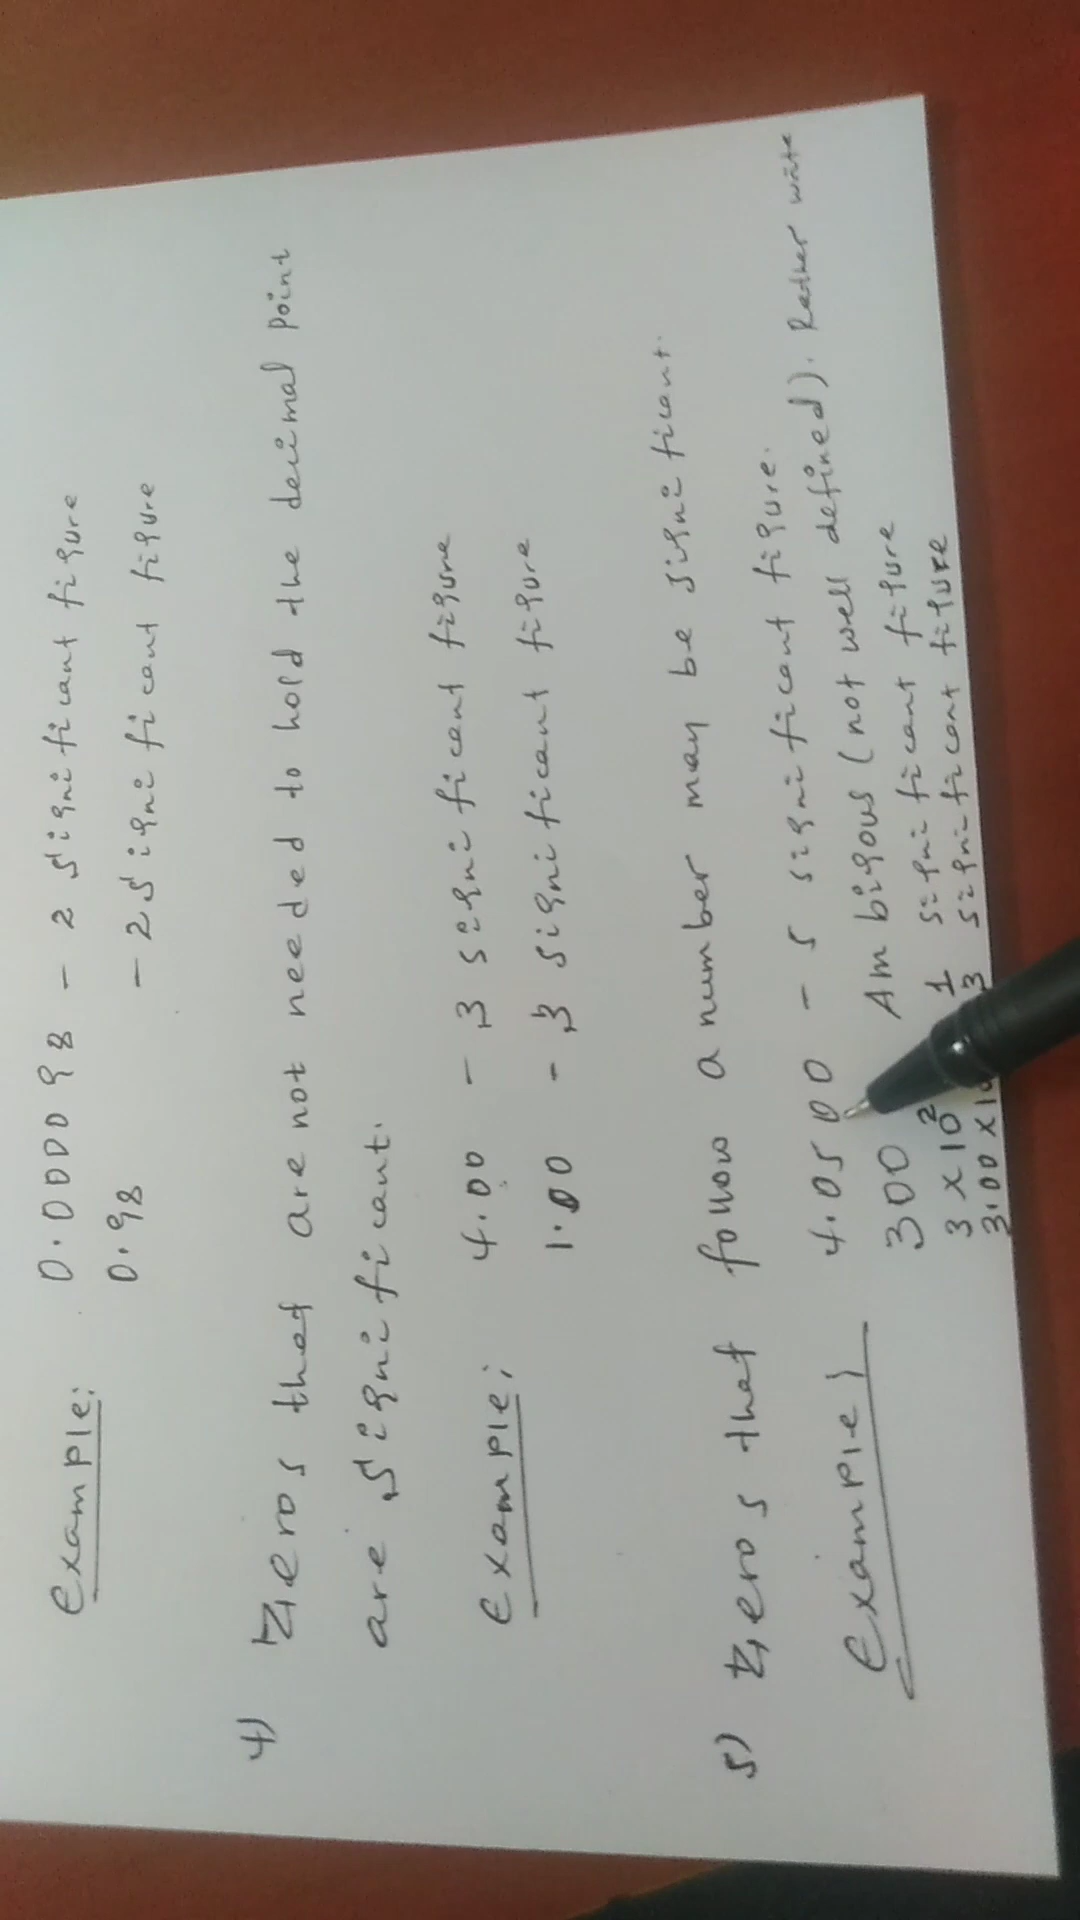 example: 0.000098 - 2 significant figure
0.98 - 2 significant figure
4) Zeros that are not needed to hold the decimal point
are significant.
example: 4.00 - 3 significant figure
1.00 - 3 significant figure
5) Zeros that follow a number may be significant.
example) 4.0500 - 5 significant figure.
300 Ambigous (not well defined). Rather write
3 x 10² 1 significant figure
3.00 x 10 3 significant figure